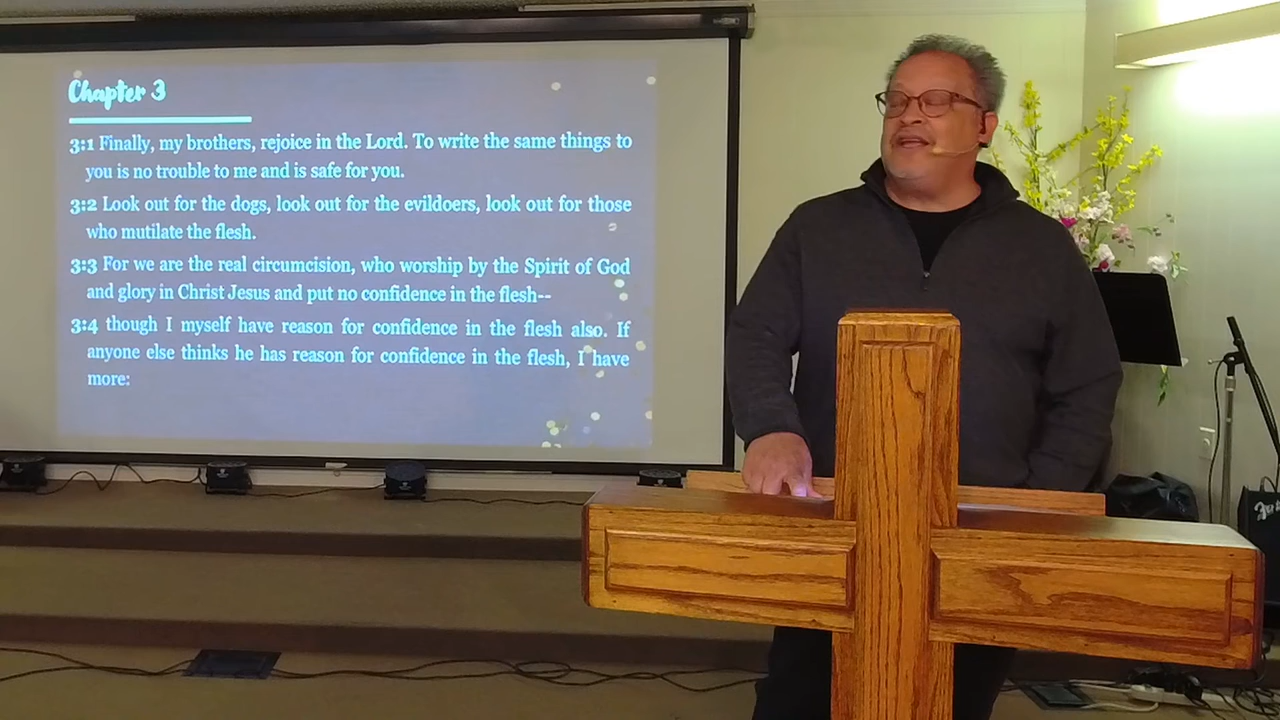 Chapter 3
3:1 Finally, my brothers, rejoice in the Lord. To write the same things to
you is no trouble to me and is safe for you.
3:2 Look out for the dogs, look out for the evildoers, look out for those
who mutilate the flesh.
3:3 For we are the real circumcision, who worship by the Spirit of God
and glory in Christ Jesus and put no confidence in the flesh--
3:4 though I myself have reason for confidence in the flesh also. If
anyone else thinks he has reason for confidence in the flesh, I have
more: